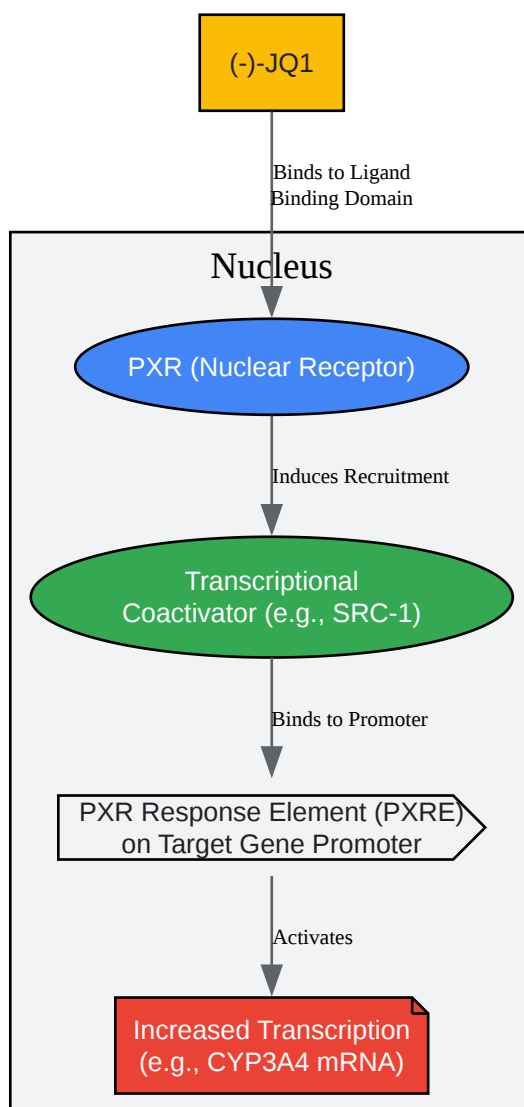 (-)-JQ1
Binds to Ligand
Binding Domain
Nucleus
PXR (Nuclear Receptor)
Induces Recruitment
Transcriptional
Coactivator (e.g., SRC-1)
Binds to Promoter
PXR Response Element (PXRE)
on Target Gene Promoter
Activates
Increased Transcription
(e.g., CYP3A4 mRNA)